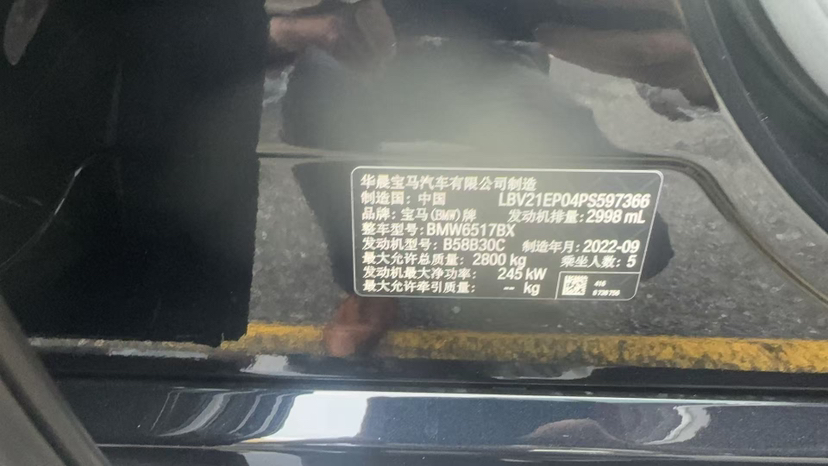 华晨宝马汽车有限公司制造
制造国: 中国 LBV21EP04PS597366
品牌: 宝马(BMW)牌 发动机排量: 2998 mL
整车型号: BMW6517BX
发动机型号: B58B30C 制造年月: 2022-09
最大允许总质量: 2800 kg 乘坐人数: 5
发动机最大净功率: 245 kW
最大允许牵引质量: -- kg